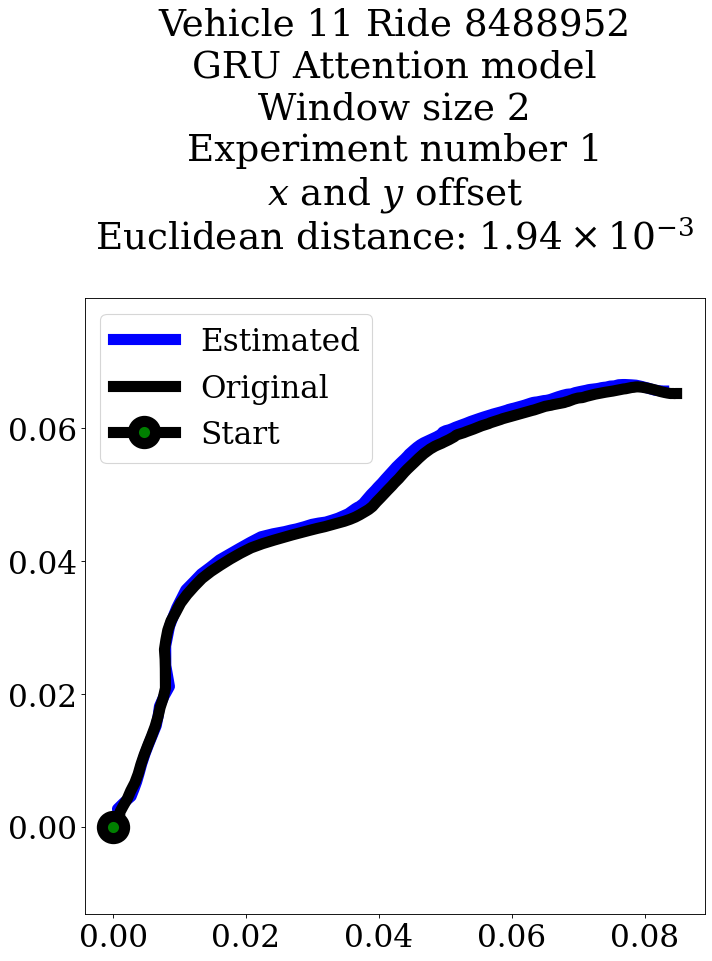 Vehicle 11 Ride 8488952
GRU Attention model
Window size 2
Experiment number 1
x and y offset
Euclidean distance: 1.94 × 10⁻³
Estimated
Original
Start
0.06
0.04
0.02
0.00
0.00 0.02 0.04 0.06 0.08